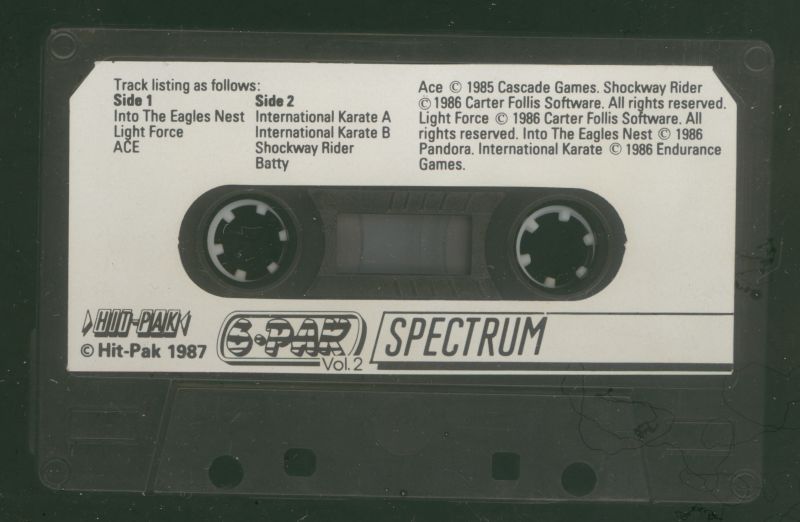 Track listing as follows:
Side 1
Into The Eagles Nest
Light Force
ACE
Side 2
International Karate A
International Karate B
Shockway Rider
Batty
Ace © 1985 Cascade Games. Shockway Rider
© 1986 Carter Follis Software. All rights reserved.
Light Force © 1986 Carter Follis Software. All
rights reserved. Into The Eagles Nest © 1986
Pandora. International Karate © 1986 Endurance
Games.
HIT-PAK
© Hit-Pak 1987
6-PAK
Vol. 2
SPECTRUM